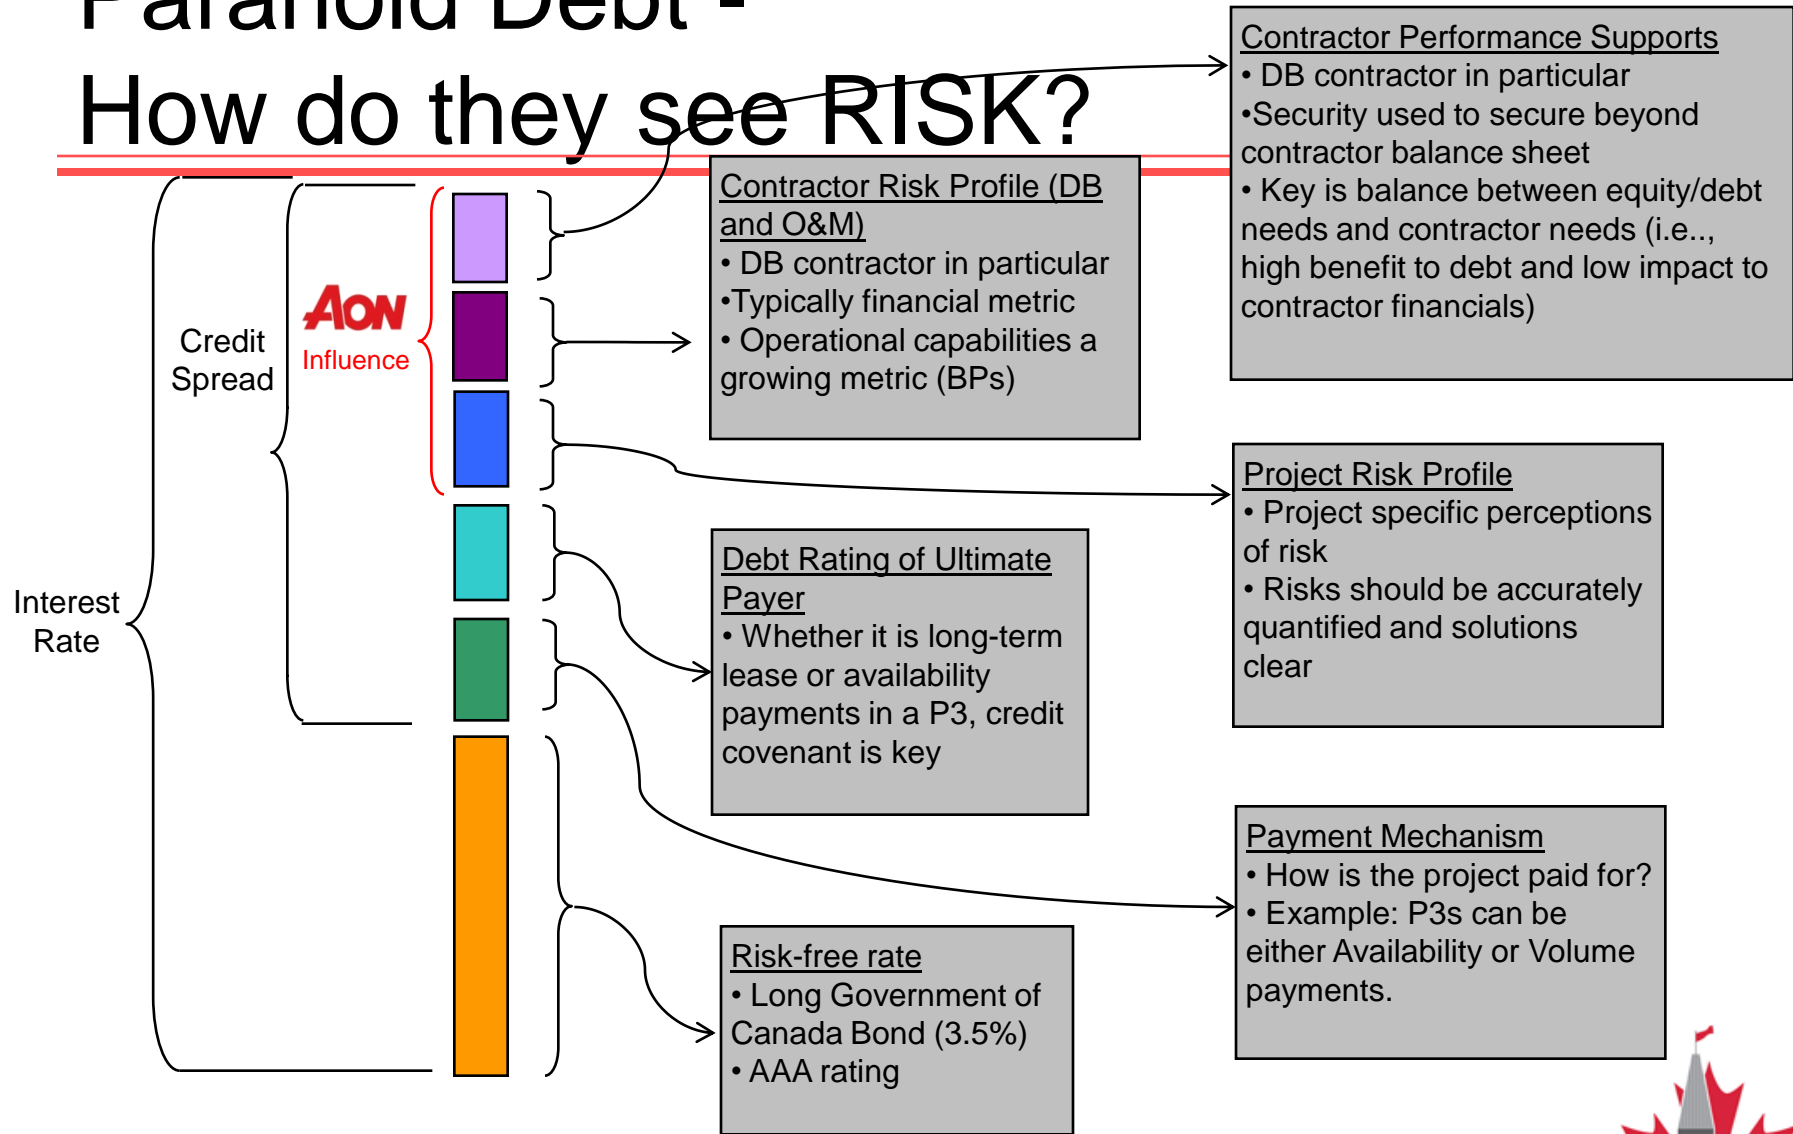 Paranoid Debt -
How do they see RISK?
Contractor Performance Supports
• DB contractor in particular
•Security used to secure beyond
contractor balance sheet
• Key is balance between equity/debt
needs and contractor needs (i.e..,
high benefit to debt and low impact to
contractor financials)
Contractor Risk Profile (DB
and O&M)
• DB contractor in particular
•Typically financial metric
• Operational capabilities a
growing metric (BPs)
AON
Influence
Credit
Spread
Interest
Rate
Project Risk Profile
• Project specific perceptions
of risk
• Risks should be accurately
quantified and solutions
clear
Debt Rating of Ultimate
Payer
• Whether it is long-term
lease or availability
payments in a P3, credit
covenant is key
Payment Mechanism
• How is the project paid for?
• Example: P3s can be
either Availability or Volume
payments.
Risk-free rate
• Long Government of
Canada Bond (3.5%)
• AAA rating